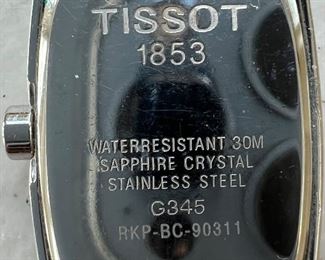 TISSOT
1853
WATERRESISTANT 30M
SAPPHIRE CRYSTAL
STAINLESS STEEL
G345
RKP-BC-90311